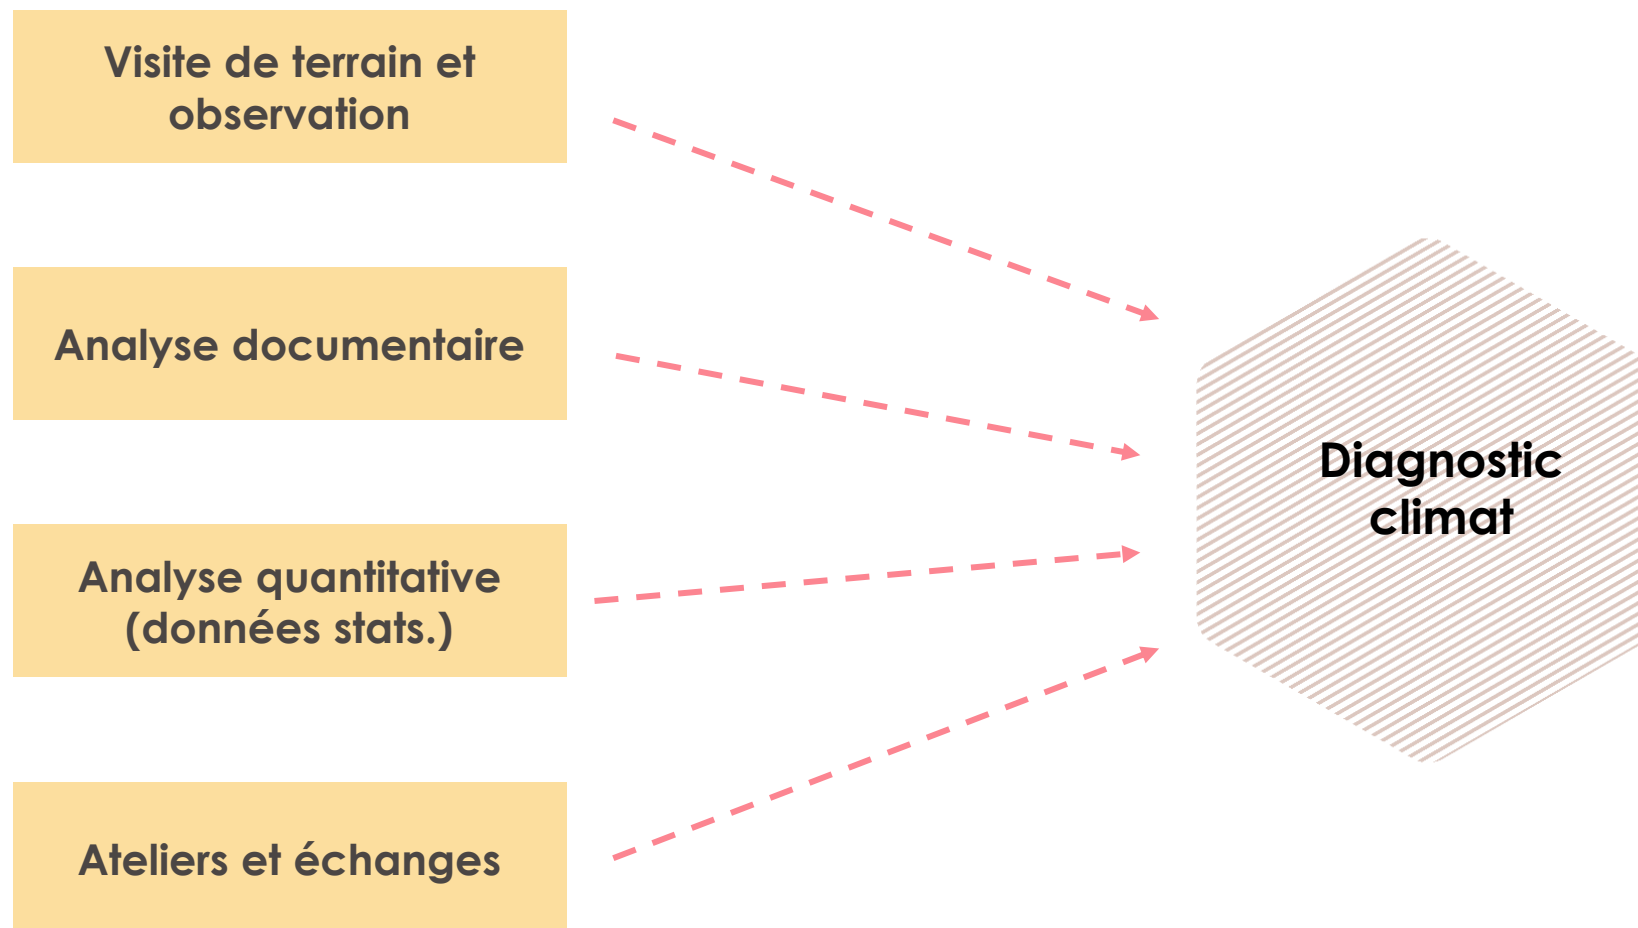 Visite de terrain et
observation
Analyse documentaire
Analyse quantitative
(données stats.)
Ateliers et échanges
Diagnostic
climat